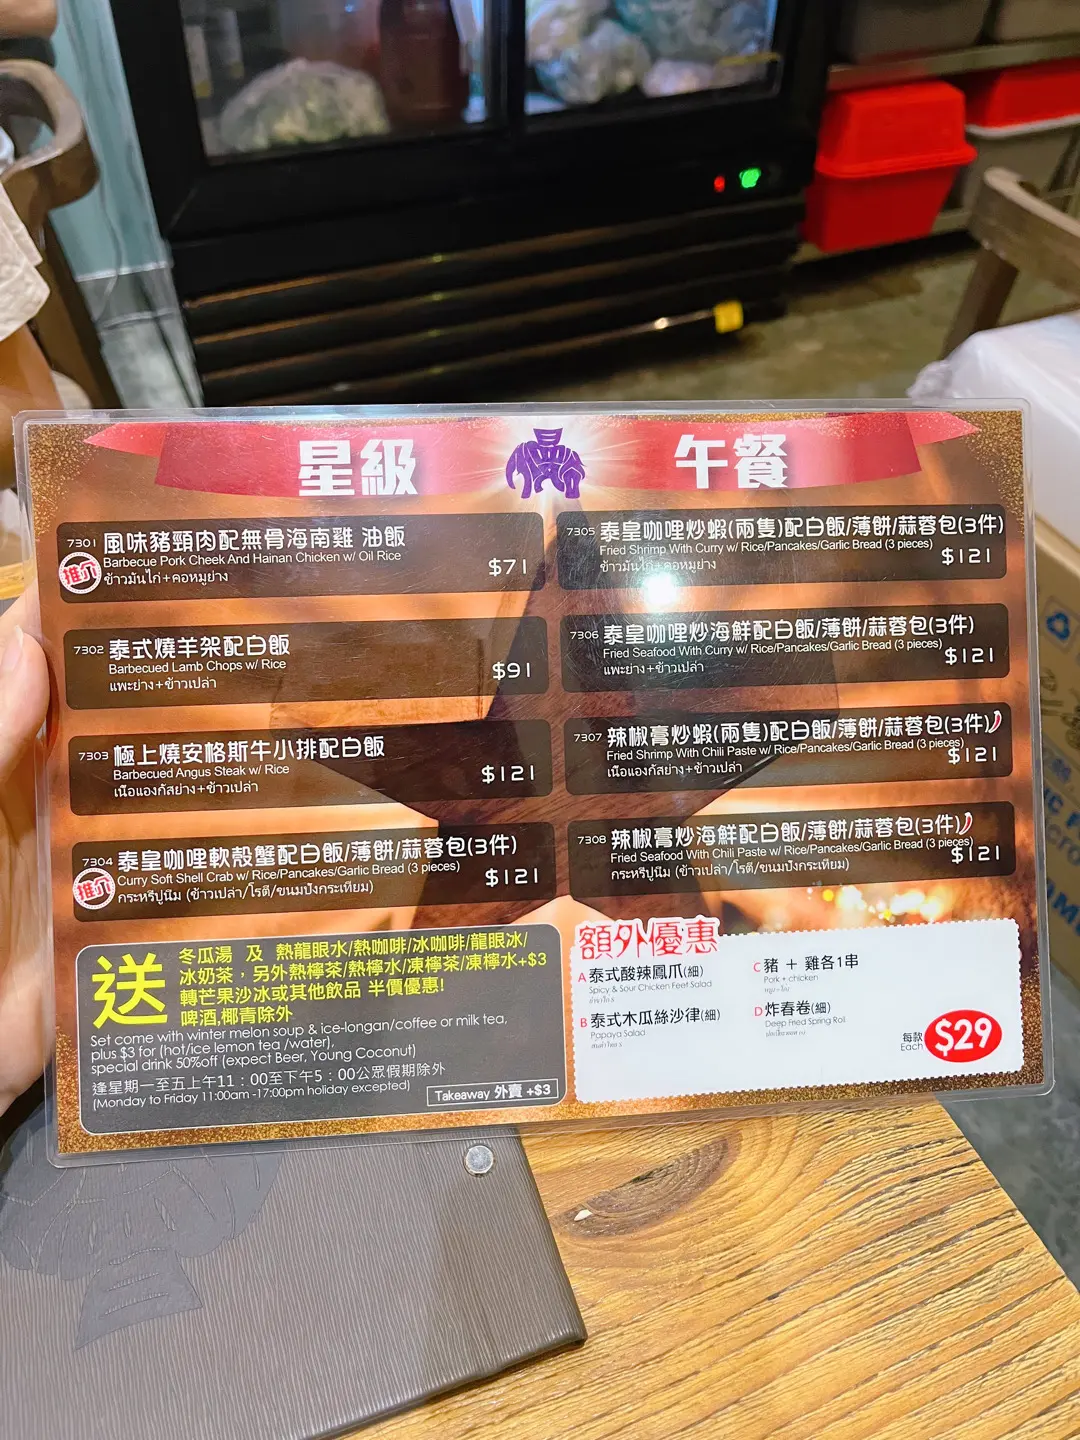 星級 午餐
7301 風味豬頸肉配無骨海南雞 油飯
Barbecue Pork Cheek And Hainan Chicken w/ Oil Rice
推介 ข้าวมันไก่+คอหมูย่าง
$71
7302 泰式燒羊架配白飯
Barbecued Lamb Chops w/ Rice
แพะย่าง+ข้าวเปล่า
$91
7303 極上燒安格斯牛小排配白飯
Barbecued Angus Steak w/ Rice
เนื้อแองกัสย่าง+ข้าวเปล่า
$121
7304 泰皇咖哩軟殼蟹配白飯/薄餅/蒜蓉包(3件)
Curry Soft Shell Crab w/ Rice/Pancakes/Garlic Bread (3 pieces)
推介 กะหรี่ปูนิ่ม (ข้าวเปล่า/โรตี/ขนมปังกระเทียม)
$121
7305 泰皇咖哩炒蝦(兩隻)配白飯/薄餅/蒜蓉包(3件)
Fried Shrimp With Curry w/ Rice/Pancakes/Garlic Bread (3 pieces)
ข้าวมันไก่+คอหมูย่าง
$121
7306 泰皇咖哩炒海鮮配白飯/薄餅/蒜蓉包(3件)
Fried Seafood With Curry w/ Rice/Pancakes/Garlic Bread (3 pieces)
แพะย่าง+ข้าวเปล่า
$121
7307 辣椒膏炒蝦(兩隻)配白飯/薄餅/蒜蓉包(3件)
Fried Shrimp With Chili Paste w/ Rice/Pancakes/Garlic Bread (3 pieces)
เนื้อแองกัสย่าง+ข้าวเปล่า
$121
7308 辣椒膏炒海鮮配白飯/薄餅/蒜蓉包(3件)
Fried Seafood With Chili Paste w/ Rice/Pancakes/Garlic Bread (3 pieces)
กะหรี่ปูนิ่ม (ข้าวเปล่า/โรตี/ขนมปังกระเทียม)
$121
送
冬瓜湯 及 熱龍眼水/熱咖啡/冰咖啡/龍眼冰/
冰奶茶，另外熱檸茶/熱檸水/凍檸茶/凍檸水+$3
轉芒果沙冰或其他飲品 半價優惠!
啤酒,椰青除外
Set come with winter melon soup & ice-longan/coffee or milk tea,
plus $3 for (hot/ice lemon tea /water),
special drink 50%off (expect Beer, Young Coconut)
逢星期一至五上午11：00至下午5：00公眾假期除外
(Monday to Friday 11:00am -17:00pm holiday excepted)
Takeaway 外賣 +$3
額外優惠
A 泰式酸辣鳳爪(細)
Spicy & Sour Chicken Feet Salad
B 泰式木瓜絲沙律(細)
Papaya Salad
C 豬 ＋ 雞各1串
Pork + chicken
D 炸春卷(細)
Deep Fried Spring Roll
每款
Each
$29